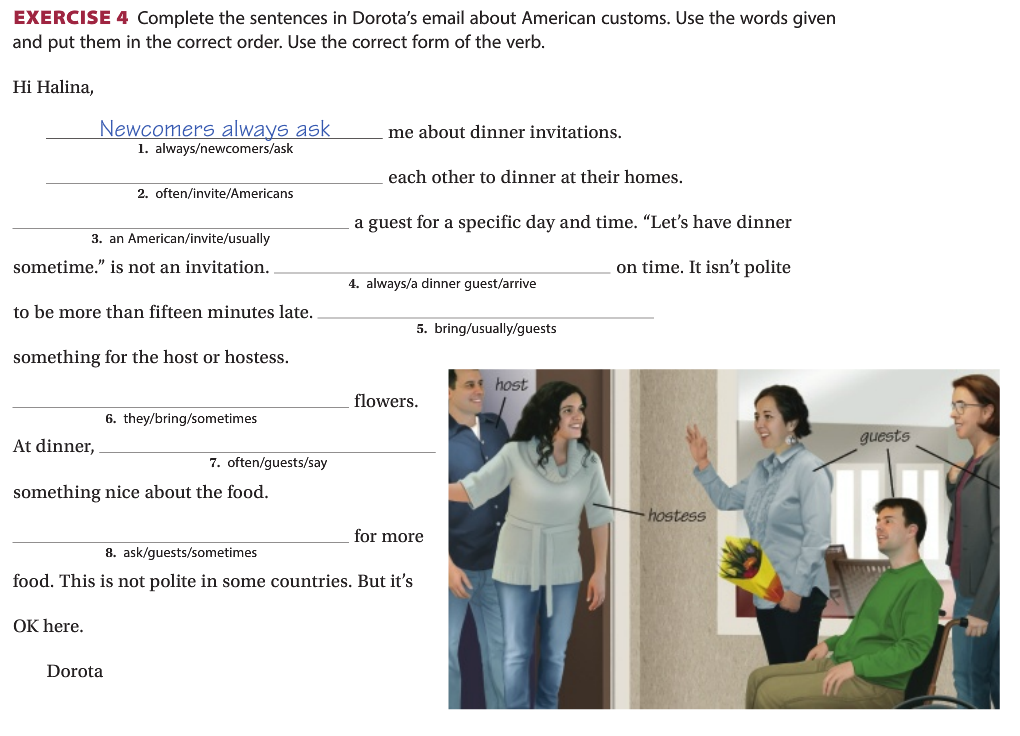 EXERCISE 4 Complete the sentences in Dorota's email about American customs. Use the words given
and put them in the correct order. Use the correct form of the verb.
Hi Halina,
Newcomers always ask me about dinner invitations.
1. always/newcomers/ask
each other to dinner at their homes.
2. often/invite/Americans
a guest for a specific day and time. “Let's have dinner
3. an American/invite/usually
sometime.” is not an invitation. on time. It isn't polite
4. always/a dinner guest/arrive
to be more than fifteen minutes late.
5. bring/usually/guests
something for the host or hostess.
flowers.
6. they/bring/sometimes
At dinner,
7. often/guests/say
something nice about the food.
for more
8. ask/guests/sometimes
food. This is not polite in some countries. But it's
OK here.
Dorota
host
guests
hostess